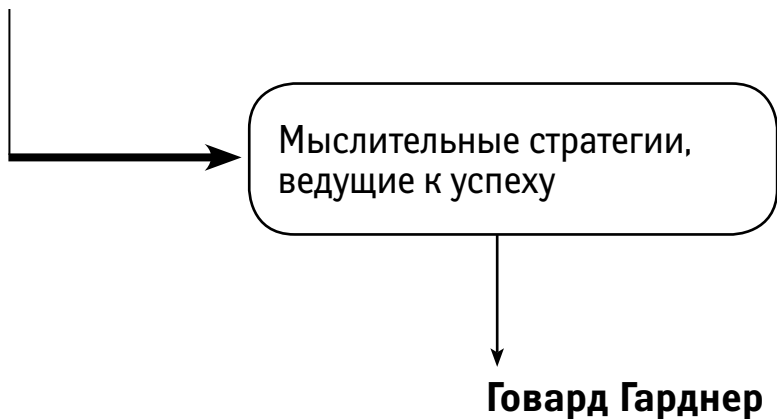 Мыслительные стратегии,
ведущие к успеху
Говард Гарднер